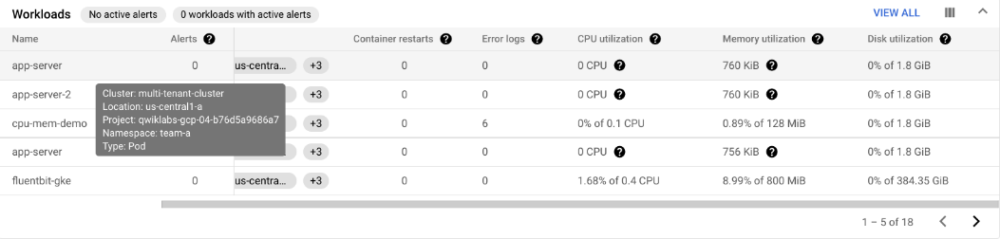 Workloads No active alerts 0 workloads with active alerts VIEW ALL
Name Alerts ? Container restarts ? Error logs ? CPU utilization ? Memory utilization ? Disk utilization ?
app-server 0 us-centra... +3 0 0 0 CPU ? 760 KiB ? 0% of 1.8 GiB
app-server-2 +3 0 0 0 CPU ? 760 KiB ? 0% of 1.8 GiB
Cluster: multi-tenant-cluster
Location: us-central1-a
Project: qwiklabs-gcp-04-b76d5a9686a7
Namespace: team-a
Type: Pod
cpu-mem-demo +3 0 6 0% of 0.1 CPU 0.89% of 128 MiB 0% of 1.8 GiB
app-server +3 0 0 0 CPU ? 756 KiB ? 0% of 1.8 GiB
fluentbit-gke 0 us-centra... +3 0 0 1.68% of 0.4 CPU 8.99% of 800 MiB 0% of 384.35 GiB
1 – 5 of 18